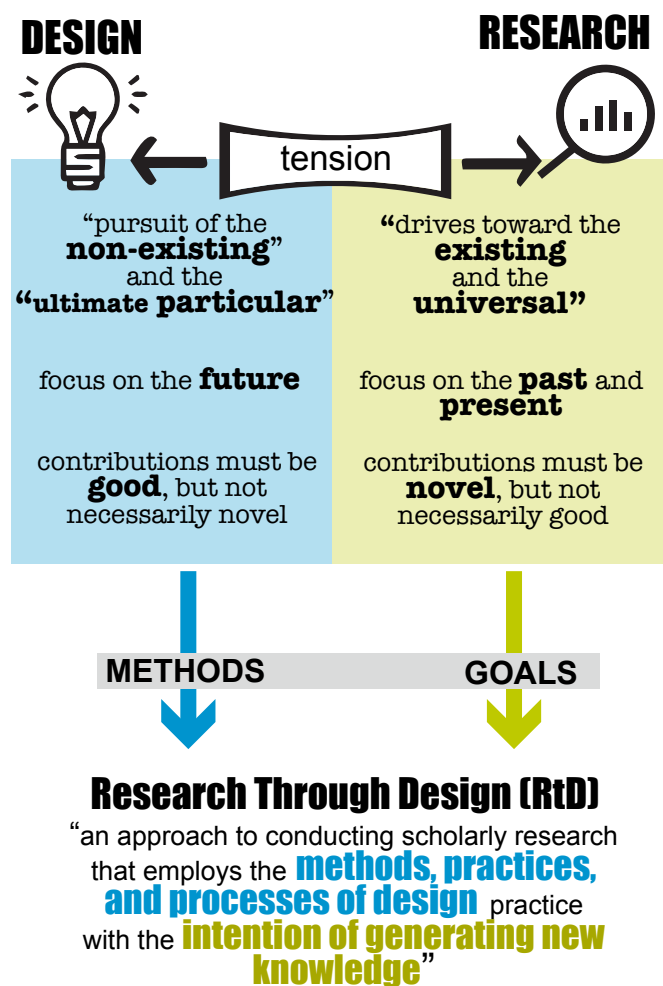 DESIGN
RESEARCH
tension
“pursuit of the
non-existing”
and the
“ultimate particular”
focus on the future
contributions must be
good, but not
necessarily novel
“drives toward the
existing
and the
universal”
focus on the past and
present
contributions must be
novel, but not
necessarily good
METHODS
GOALS
Research Through Design (RtD)
“an approach to conducting scholarly research
that employs the methods, practices,
and processes of design practice
with the intention of generating new
knowledge”